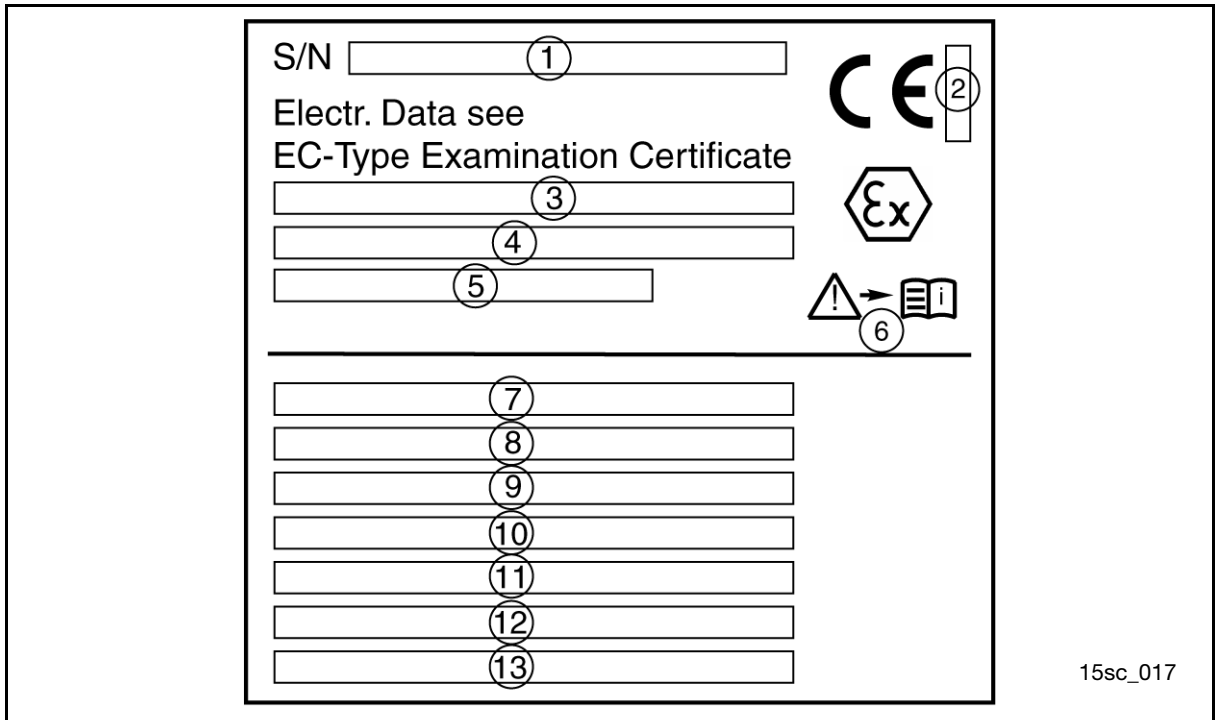 S/N 1
CE 2
Electr. Data see
EC-Type Examination Certificate
3
Ex
4
5
i
6
7
8
9
10
11
12
13
15sc_017